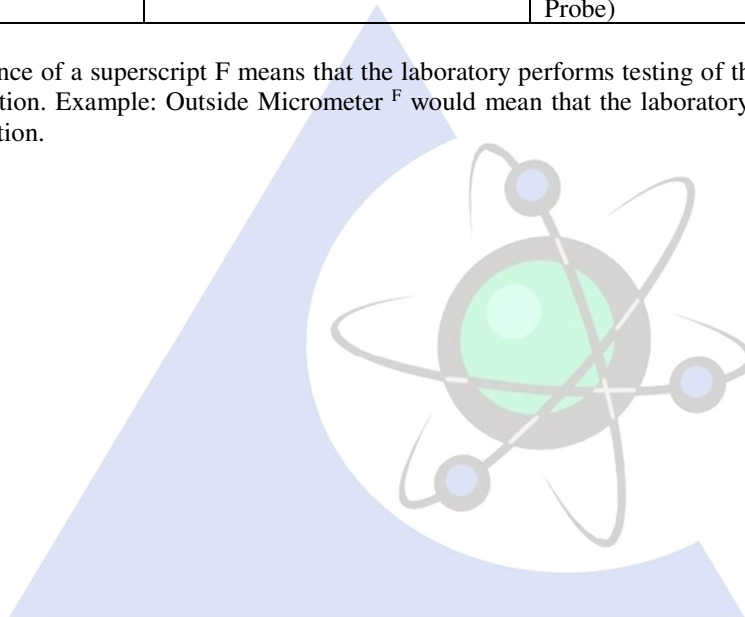 Probe)
nce of a superscript F means that the laboratory performs testing of th
tion. Example: Outside Micrometer F would mean that the laboratory
tion.